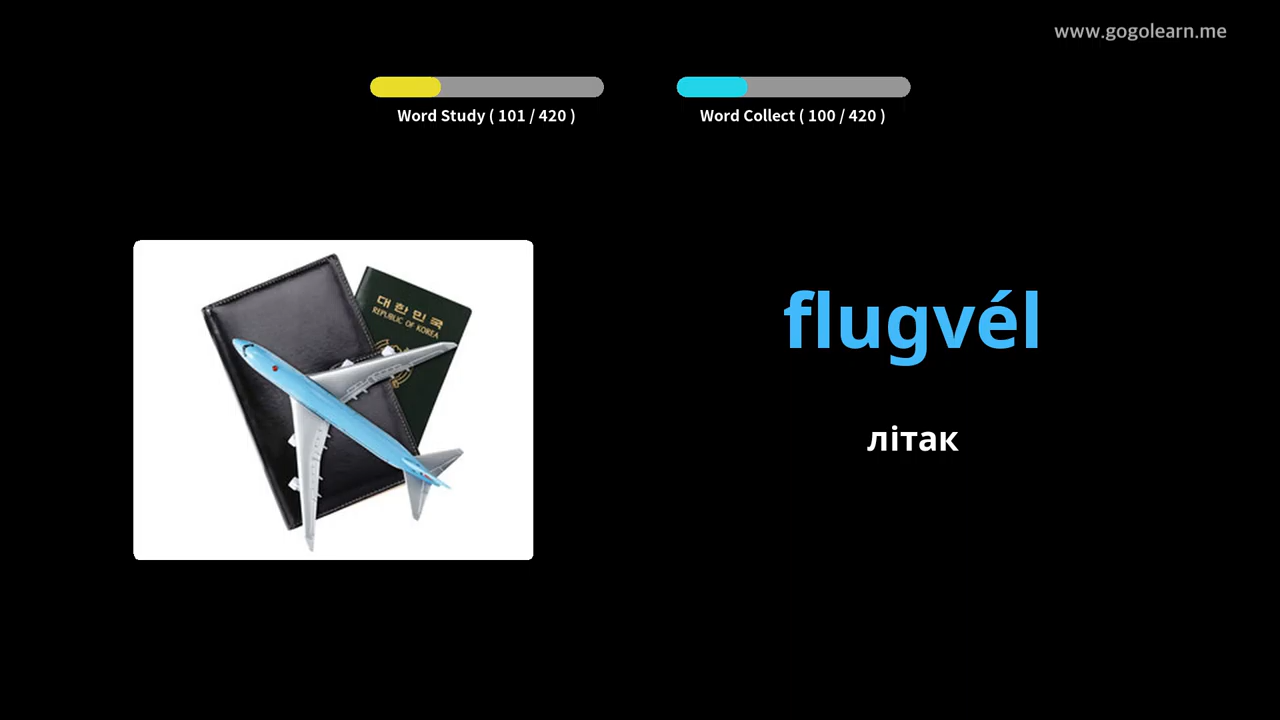 www.gogolearn.me
Word Study ( 101 / 420 )
Word Collect ( 100 / 420 )
대한민국
REPUBLIC OF KOREA
flugvél
літак